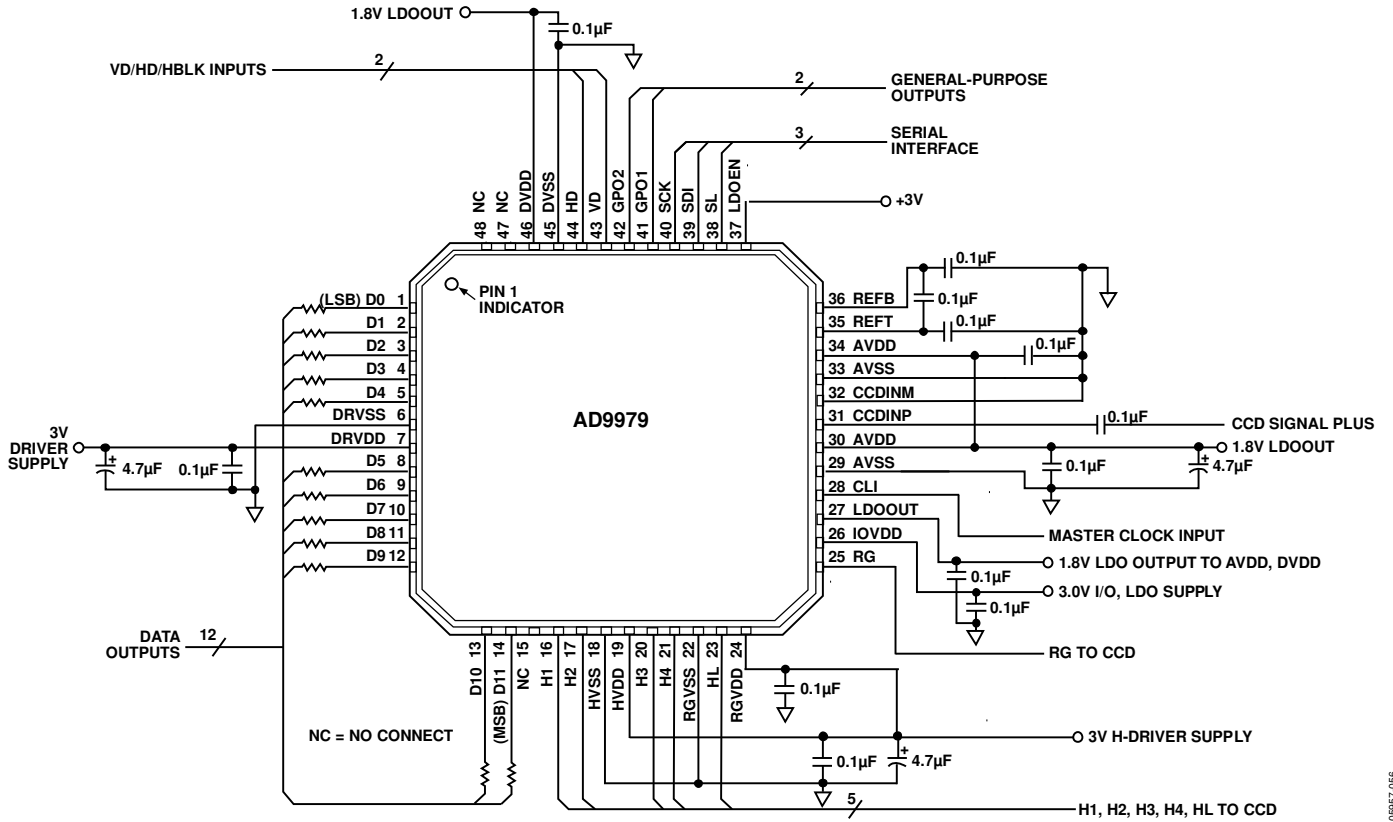 1.8V LDOOUT
0.1µF
VD/HD/HBLK INPUTS
2
2
GENERAL-PURPOSE
OUTPUTS
3
SERIAL
INTERFACE
+3V
48 NC
47 NC
46 DVDD
45 DVSS
44 HD
43 VD
42 GPO2
41 GPO1
40 SCK
39 SDI
38 SL
37 LDOEN
PIN 1
INDICATOR
AD9979
(LSB) D0 1
D1 2
D2 3
D3 4
D4 5
DRVSS 6
DRVDD 7
D5 8
D6 9
D7 10
D8 11
D9 12
3V
DRIVER
SUPPLY
+
4.7µF
0.1µF
36 REFB
35 REFT
34 AVDD
33 AVSS
32 CCDINM
31 CCDINP
30 AVDD
29 AVSS
28 CLI
27 LDOOUT
26 IOVDD
25 RG
0.1µF
0.1µF
0.1µF
0.1µF
0.1µF
CCD SIGNAL PLUS
1.8V LDOOUT
0.1µF
+
4.7µF
MASTER CLOCK INPUT
1.8V LDO OUTPUT TO AVDD, DVDD
0.1µF
3.0V I/O, LDO SUPPLY
0.1µF
RG TO CCD
DATA
OUTPUTS
12
D10 13
(MSB) D11 14
NC 15
H1 16
H2 17
HVSS 18
HVDD 19
H3 20
H4 21
RGVSS 22
HL 23
RGVDD 24
0.1µF
NC = NO CONNECT
3V H-DRIVER SUPPLY
0.1µF
+
4.7µF
5
H1, H2, H3, H4, HL TO CCD
05957-056